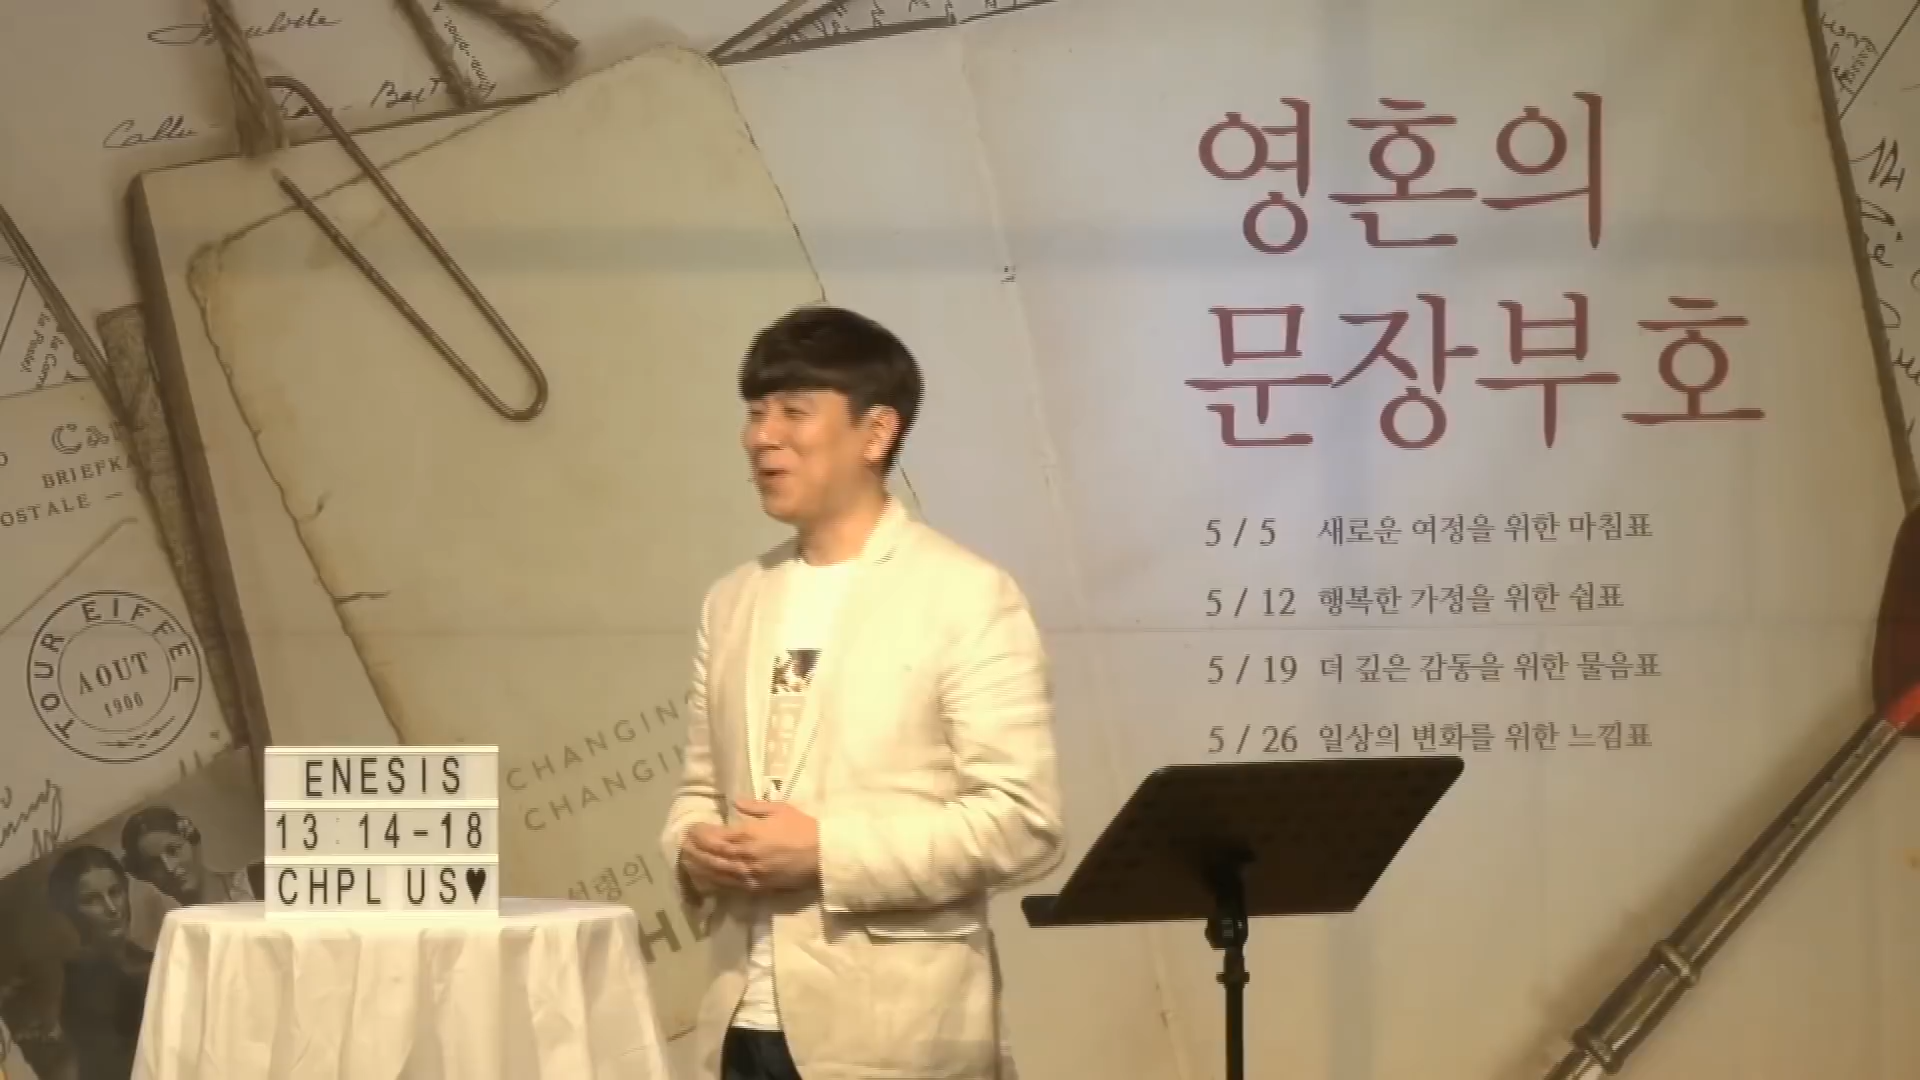 영혼의
문장부호
5 / 5 새로운 여정을 위한 마침표
5 / 12 행복한 가정을 위한 쉼표
5 / 19 더 깊은 감동을 위한 물음표
5 / 26 일상의 변화를 위한 느낌표
BRIEFKA
OSTALE
TOUR EIFFEL
AOUT
1900
CHANGING
CHANGIN
ENESIS
13:14-18
CHPL US♥